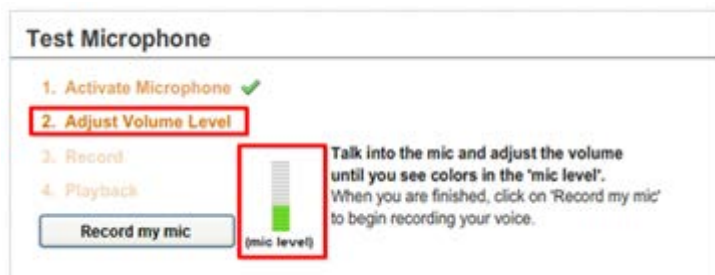 Test Microphone
1. Activate Microphone
2. Adjust Volume Level
3. Record
4. Playback
Record my mic
(mic level)
Talk into the mic and adjust the volume
until you see colors in the 'mic level'.
When you are finished, click on 'Record my mic'
to begin recording your voice.